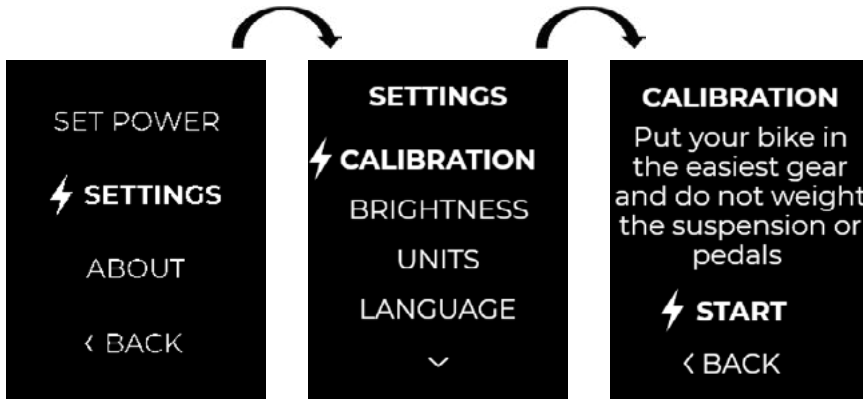 SET POWER
SETTINGS
ABOUT
< BACK
SETTINGS
CALIBRATION
BRIGHTNESS
UNITS
LANGUAGE
CALIBRATION
Put your bike in
the easiest gear
and do not weight
the suspension or
pedals
START
< BACK